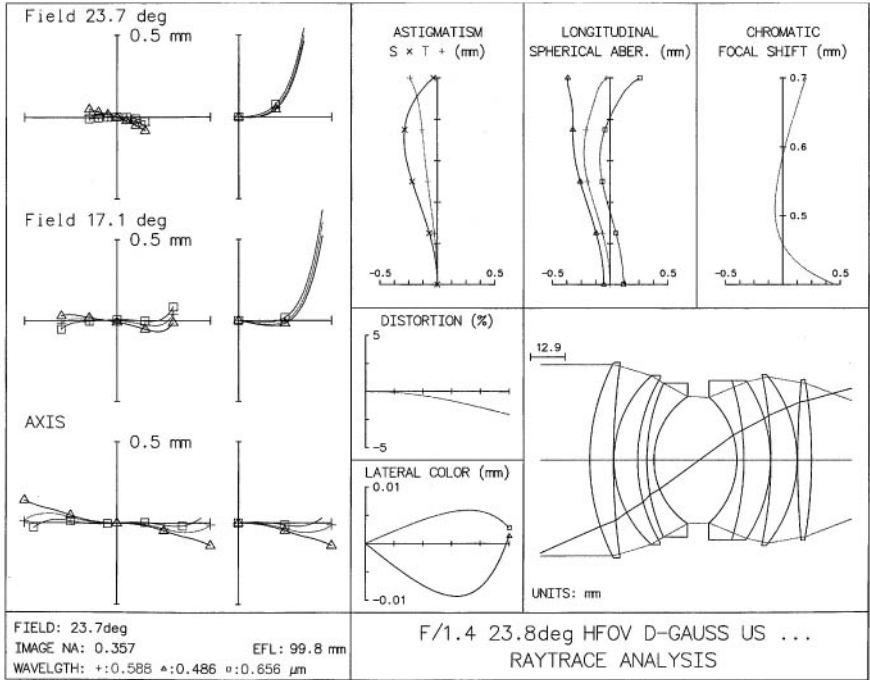 Field 23.7 deg
0.5 mm
Field 17.1 deg
0.5 mm
AXIS
0.5 mm
ASTIGMATISM
S × T + (mm)
-0.5
0.5
LONGITUDINAL
SPHERICAL ABER. (mm)
-0.5
0.5
CHROMATIC
FOCAL SHIFT (mm)
0.7
0.6
0.5
-0.5
0.5
DISTORTION (%)
5
-5
LATERAL COLOR (mm)
0.01
-0.01
12.9
UNITS: mm
FIELD: 23.7deg
IMAGE NA: 0.357 EFL: 99.8 mm
WAVELGTH: +:0.588 ▵:0.486 □:0.656 µm
F/1.4 23.8deg HFOV D-GAUSS US ...
RAYTRACE ANALYSIS